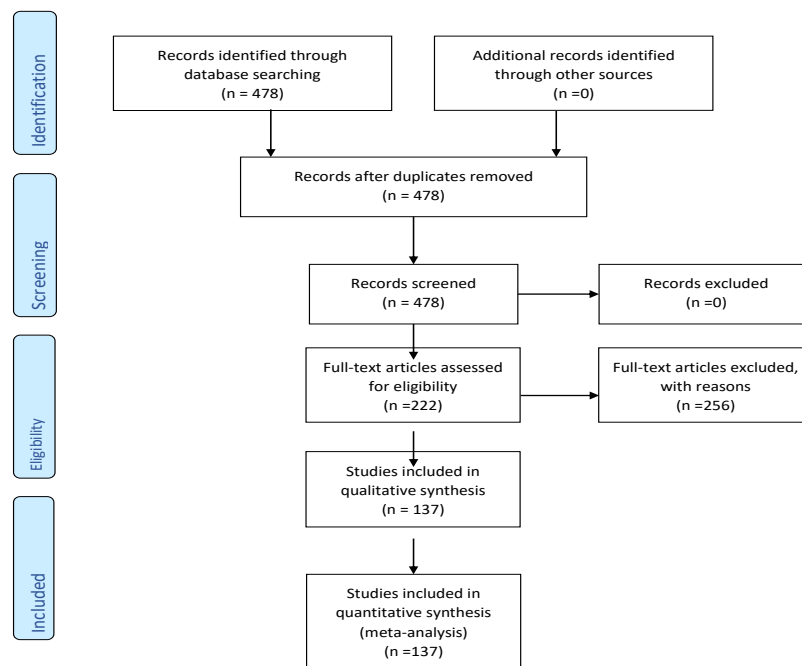 Identification
Records identified through
database searching
(n = 478)
Additional records identified
through other sources
(n =0)
Records after duplicates removed
(n = 478)
Screening
Records screened
(n = 478)
Records excluded
(n =0)
Eligibility
Full-text articles assessed
for eligibility
(n =222)
Full-text articles excluded,
with reasons
(n =256)
Studies included in
qualitative synthesis
(n = 137)
Included
Studies included in
quantitative synthesis
(meta-analysis)
(n =137)